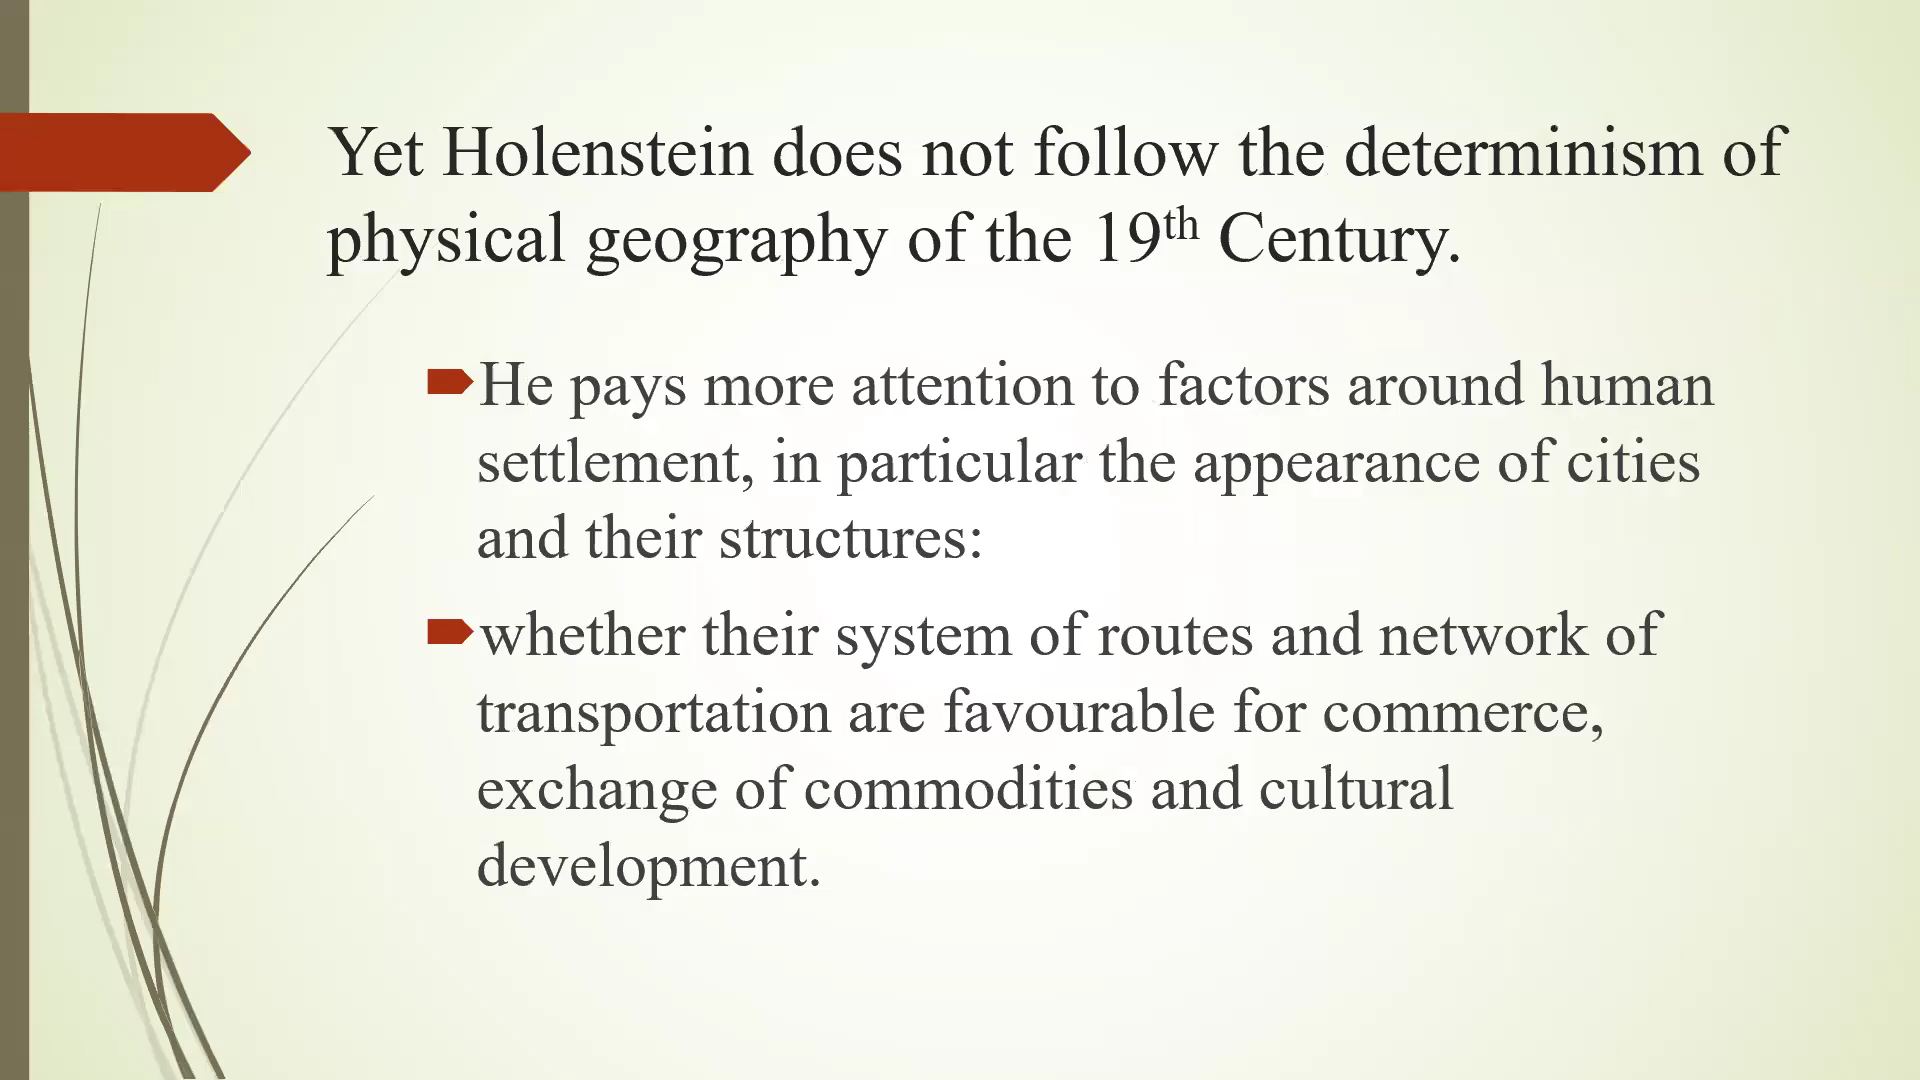 Yet Holenstein does not follow the determinism of
physical geography of the 19th Century.
He pays more attention to factors around human
settlement, in particular the appearance of cities
and their structures:
whether their system of routes and network of
transportation are favourable for commerce,
exchange of commodities and cultural
development.